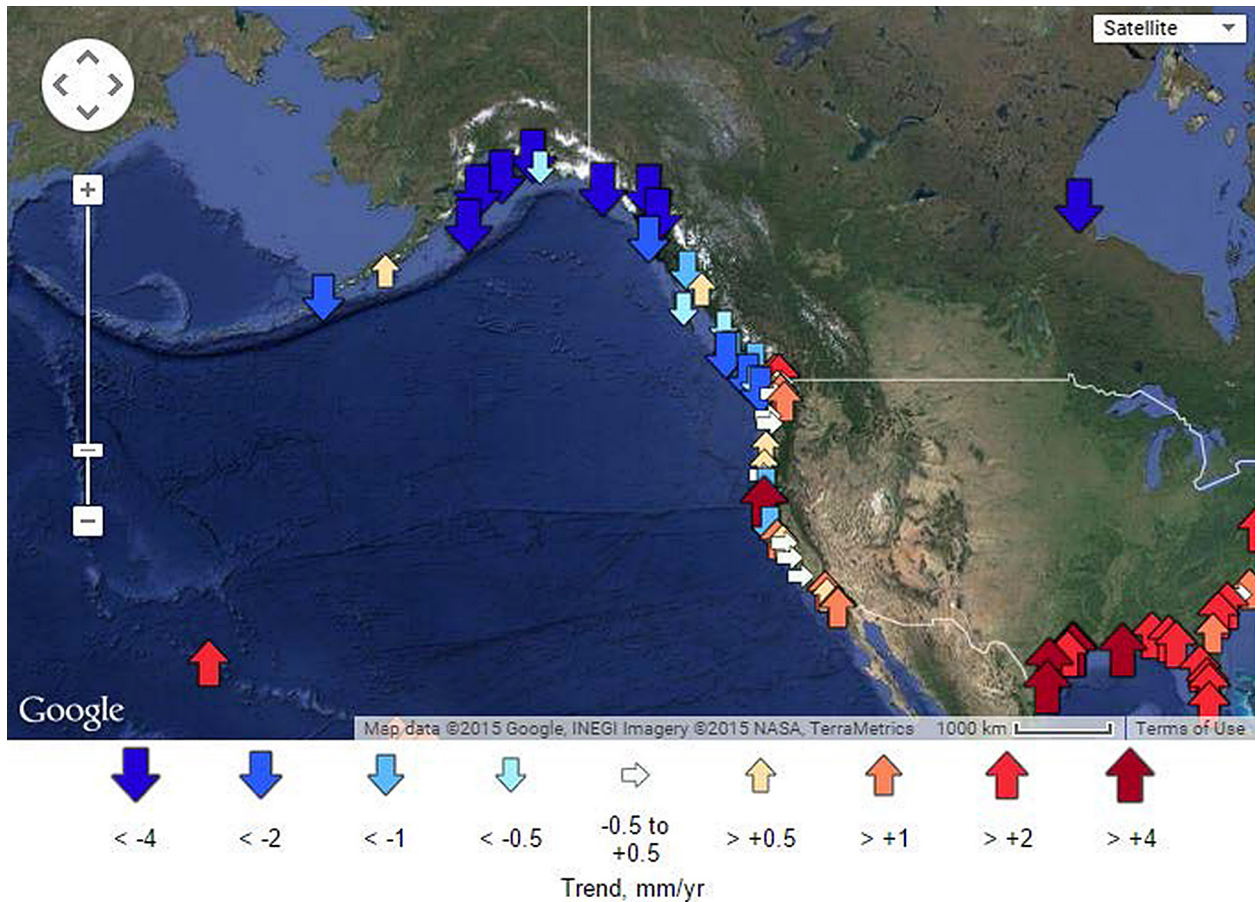 Satellite
+
−
Google
Map data ©2015 Google, INEGI Imagery ©2015 NASA, TerraMetrics 1000 km Terms of Use
< -4 < -2 < -1 < -0.5 -0.5 to +0.5 > +0.5 > +1 > +2 > +4
Trend, mm/yr